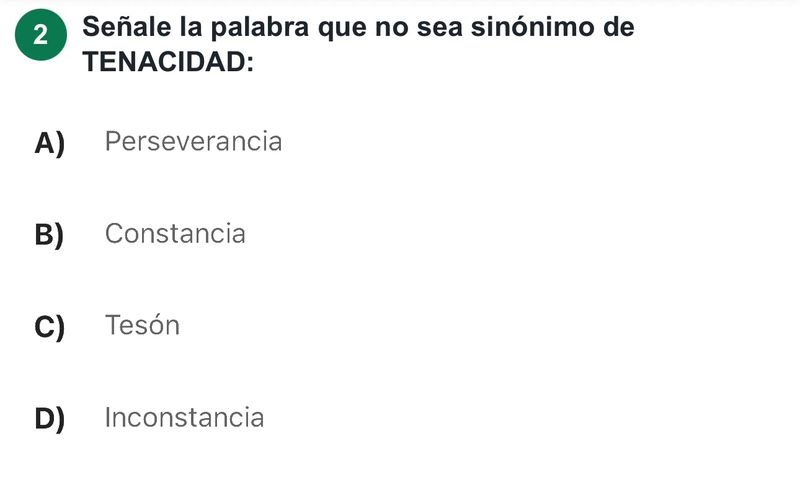 2 Señale la palabra que no sea sinónimo de
TENACIDAD:
A) Perseverancia
B) Constancia
C) Tesón
D) Inconstancia